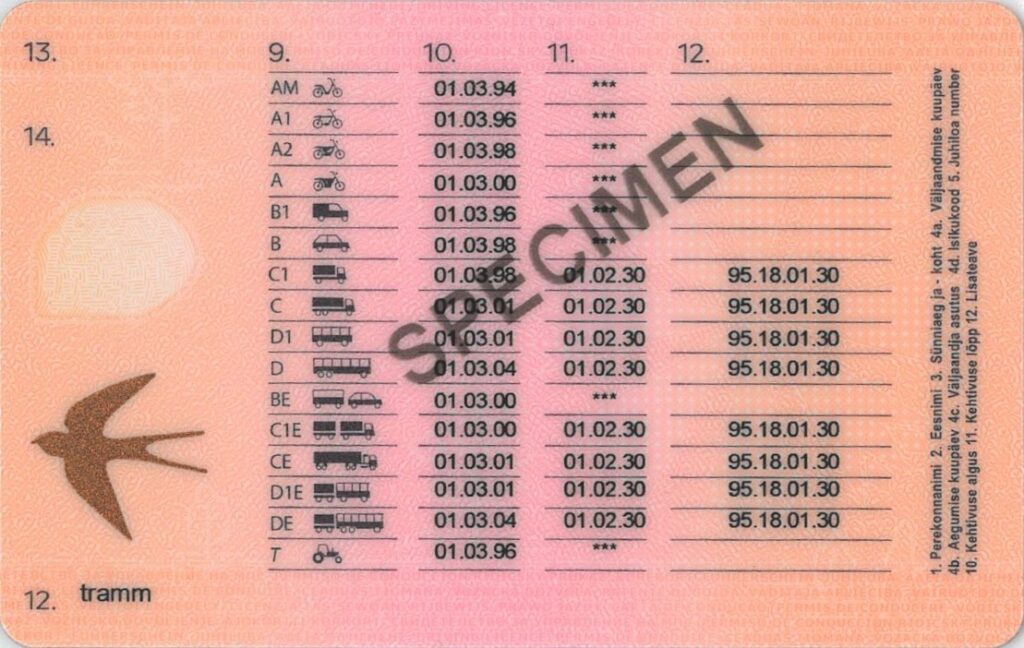 13.
14.
9. 10. 11. 12.
AM 01.03.94 ***
A1 01.03.96 ***
A2 01.03.98 ***
A 01.03.00 ***
B1 01.03.96 ***
B 01.03.98 ***
C1 01.03.98 01.02.30 95.18.01.30
C 01.03.01 01.02.30 95.18.01.30
D1 01.03.01 01.02.30 95.18.01.30
D 01.03.04 01.02.30 95.18.01.30
BE 01.03.00 ***
C1E 01.03.00 01.02.30 95.18.01.30
CE 01.03.01 01.02.30 95.18.01.30
D1E 01.03.01 01.02.30 95.18.01.30
DE 01.03.04 01.02.30 95.18.01.30
T 01.03.96 ***
SPECIMEN
12. tramm
1. Perekonnanimi 2. Eesnimi 3. Sünniaeg ja - koht 4a. Väljaandmise kuupäev
4b. Aegumise kuupäev 4c. Väljaandja asutus 4d. Isikukood 5. Juhiloa number
10. Kehtivuse algus 11. Kehtivuse lõpp 12. Lisateave